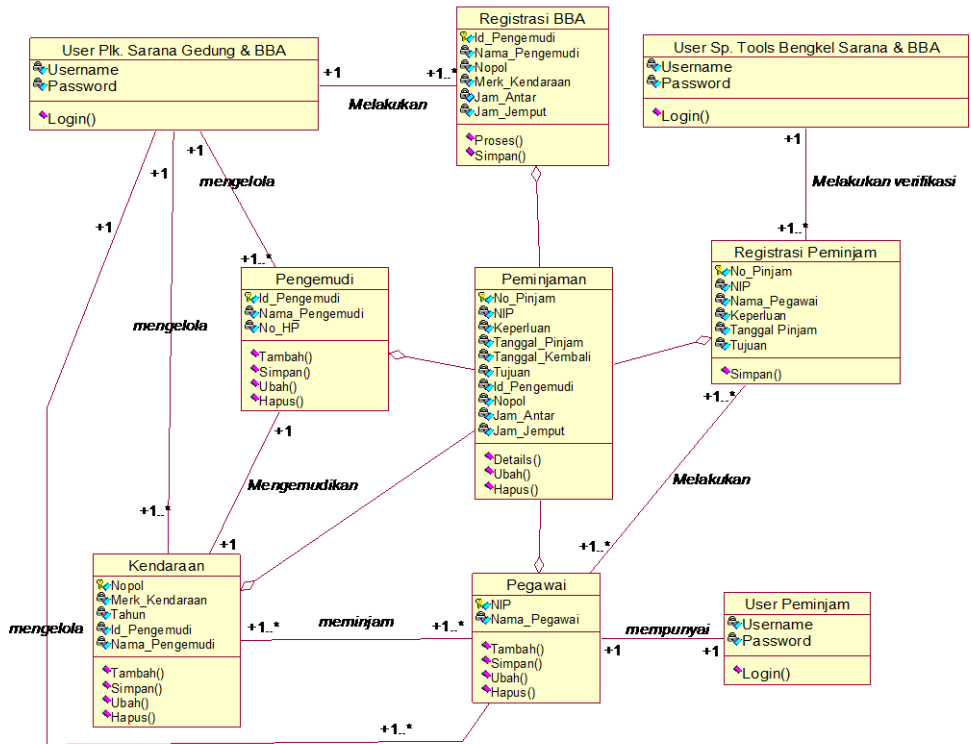 Registrasi BBA
Id_Pengemudi
Nama_Pengemudi
Nopol
Merk_Kendaraan
Jam_Antar
Jam_Jemput
Proses()
Simpan()
User Plk. Sarana Gedung & BBA
Username
Password
Login()
User Sp. Tools Bengkel Sarana & BBA
Username
Password
Login()
+1
+1..*
Melakukan
+1
+1
+1
mengelola
+1..*
+1
Melakukan verifikasi
+1..*
Pengemudi
Id_Pengemudi
Nama_Pengemudi
No_HP
Tambah()
Simpan()
Ubah()
Hapus()
Peminjaman
No_Pinjam
NIP
Keperluan
Tanggal_Pinjam
Tanggal_Kembali
Tujuan
Id_Pengemudi
Nopol
Jam_Antar
Jam_Jemput
Details()
Ubah()
Hapus()
Registrasi Peminjam
No_Pinjam
NIP
Nama_Pegawai
Keperluan
Tanggal Pinjam
Tujuan
Simpan()
mengelola
+1
Mengemudikan
+1
+1..*
+1..*
Melakukan
+1..*
Kendaraan
Nopol
Merk_Kendaraan
Tahun
Id_Pengemudi
Nama_Pengemudi
Tambah()
Simpan()
Ubah()
Hapus()
mengelola
+1..*
meminjam
+1..*
Pegawai
NIP
Nama_Pegawai
Tambah()
Simpan()
Ubah()
Hapus()
mempunyai
+1
+1
User Peminjam
Username
Password
Login()
+1..*